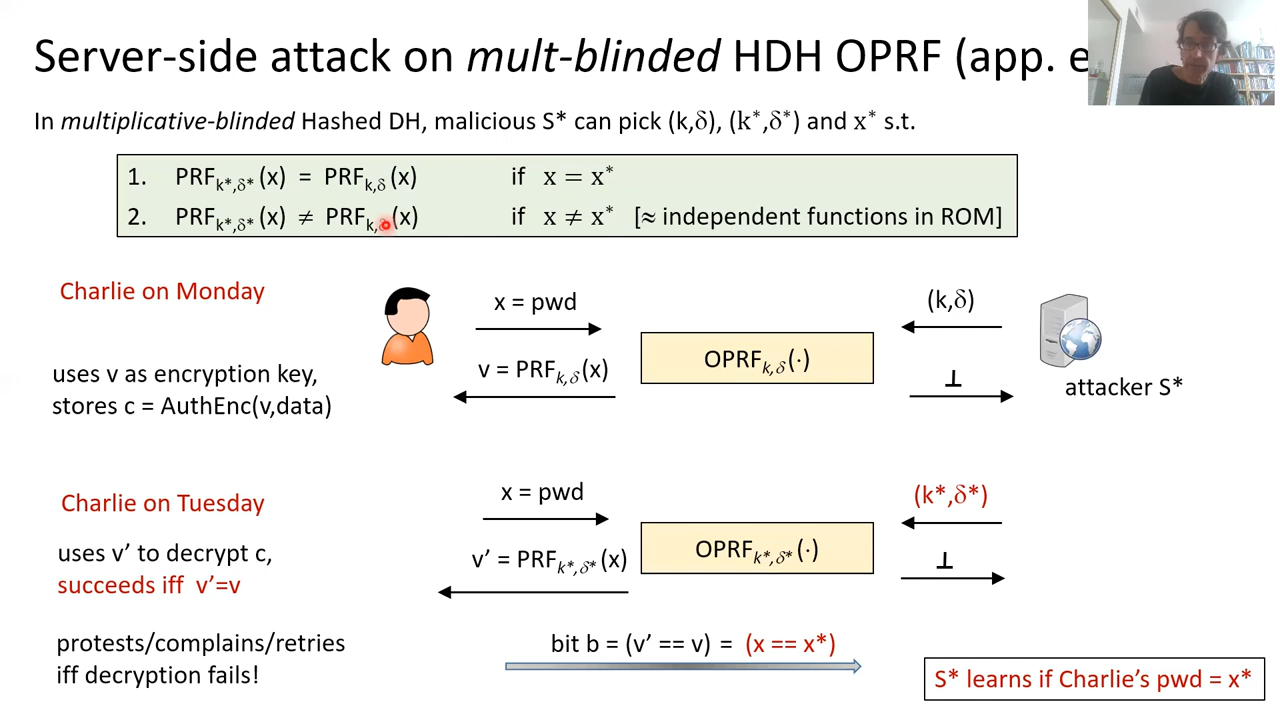 Server-side attack on mult-blinded HDH OPRF (app. e
In multiplicative-blinded Hashed DH, malicious S* can pick (k,δ), (k*,δ*) and x* s.t.
1. PRFk*,δ*(x) = PRFk,δ(x) if x = x*
2. PRFk*,δ*(x) ≠ PRFk,δ(x) if x ≠ x* [≈ independent functions in ROM]
Charlie on Monday
x = pwd
(k,δ)
OPRFk,δ(·)
v = PRFk,δ(x)
⊥
uses v as encryption key,
stores c = AuthEnc(v,data)
attacker S*
Charlie on Tuesday
x = pwd
(k*,δ*)
OPRFk*,δ*(·)
v' = PRFk*,δ*(x)
⊥
uses v' to decrypt c,
succeeds iff v'=v
protests/complains/retries
iff decryption fails!
bit b = (v' == v) = (x == x*)
S* learns if Charlie's pwd = x*